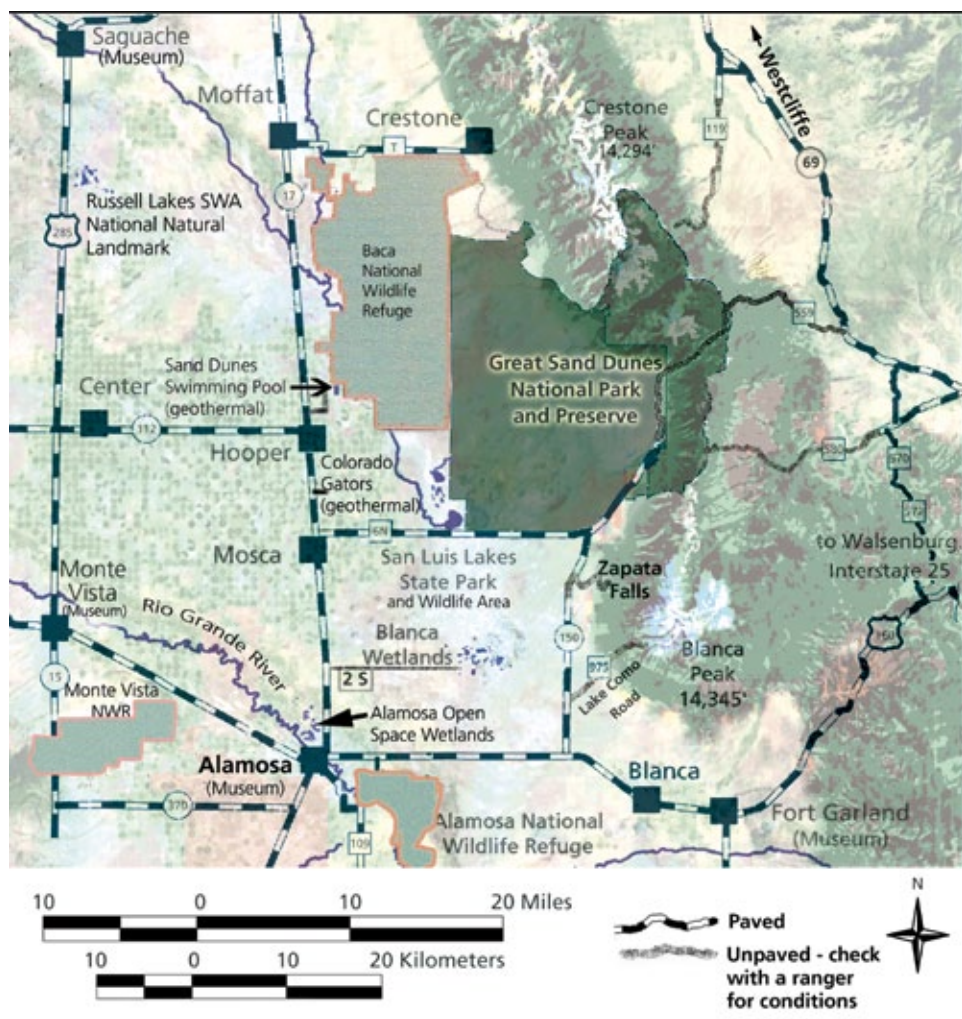 Saguache
(Museum)
Moffat
Crestone
T
Crestone
Peak
14,294'
Westcliffe
119
69
17
285
Russell Lakes SWA
National Natural
Landmark
Baca
National
Wildlife
Refuge
559
Great Sand Dunes
National Park
and Preserve
Sand Dunes
Swimming Pool
(geothermal)
Center
112
Hooper
Colorado
Gators
(geothermal)
6N
Mosca
San Luis Lakes
State Park
and Wildlife Area
Zapata
Falls
to Walsenburg
Interstate 25
Monte
Vista
(Museum)
Rio Grande River
Blanca
Wetlands
2 S
150
160
975
Lake Como
Road
Blanca
Peak
14,345'
15
Monte Vista
NWR
Alamosa Open
Space Wetlands
Alamosa
(Museum)
Blanca
370
109
Alamosa National
Wildlife Refuge
Fort Garland
(Museum)
10 0 10 20 Miles
10 0 10 20 Kilometers
Paved
Unpaved - check
with a ranger
for conditions
N